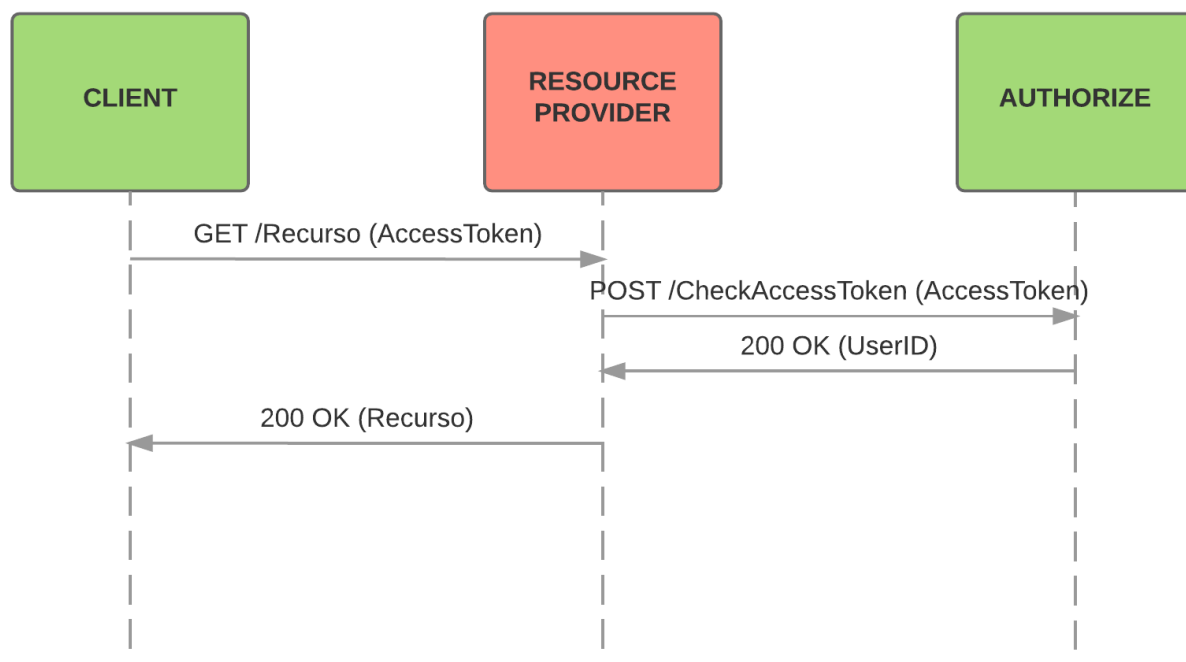 CLIENT
RESOURCE
PROVIDER
AUTHORIZE
GET /Recurso (AccessToken)
POST /CheckAccessToken (AccessToken)
200 OK (UserID)
200 OK (Recurso)